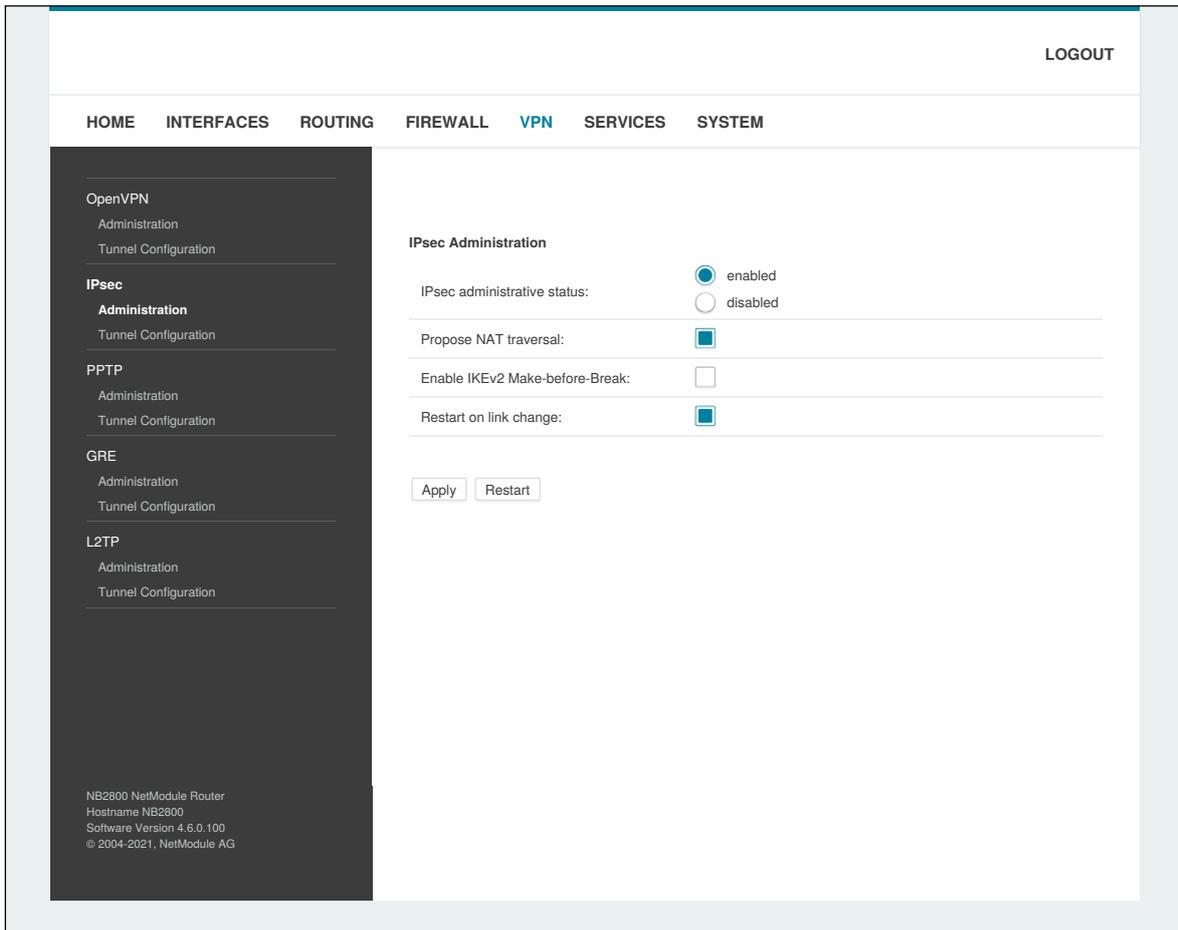 LOGOUT
HOME INTERFACES ROUTING FIREWALL VPN SERVICES SYSTEM
OpenVPN
Administration
Tunnel Configuration
IPsec
Administration
Tunnel Configuration
PPTP
Administration
Tunnel Configuration
GRE
Administration
Tunnel Configuration
L2TP
Administration
Tunnel Configuration
NB2800 NetModule Router
Hostname NB2800
Software Version 4.6.0.100
© 2004-2021, NetModule AG
IPsec Administration
IPsec administrative status:
enabled
disabled
Propose NAT traversal:
Enable IKEv2 Make-before-Break:
Restart on link change:
Apply Restart